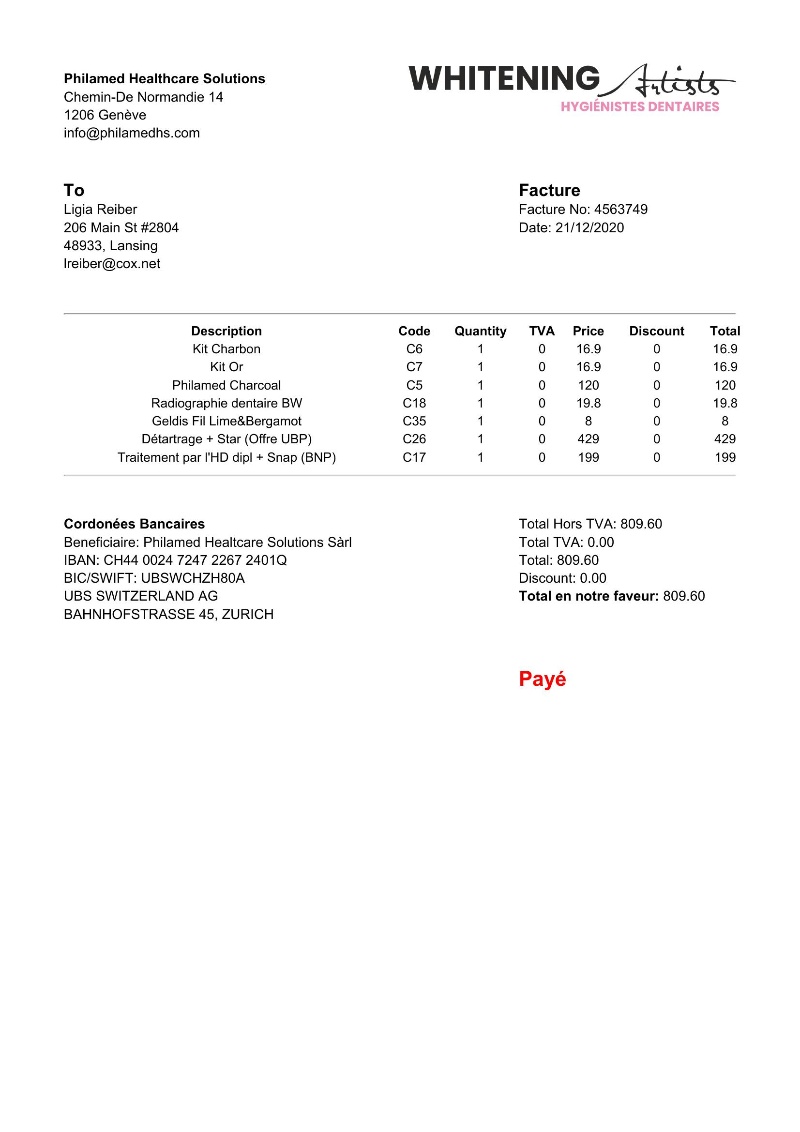 Philamed Healthcare Solutions
Chemin-De Normandie 14
1206 Genève
info@philamedhs.com
WHITENING Artists
HYGIÉNISTES DENTAIRES
To
Ligia Reiber
206 Main St #2804
48933, Lansing
lreiber@cox.net
Facture
Facture No: 4563749
Date: 21/12/2020
Description Code Quantity TVA Price Discount Total
Kit Charbon C6 1 0 16.9 0 16.9
Kit Or C7 1 0 16.9 0 16.9
Philamed Charcoal C5 1 0 120 0 120
Radiographie dentaire BW C18 1 0 19.8 0 19.8
Geldis Fil Lime&Bergamot C35 1 0 8 0 8
Détartrage + Star (Offre UBP) C26 1 0 429 0 429
Traitement par l'HD dipl + Snap (BNP) C17 1 0 199 0 199
Cordonées Bancaires
Beneficiaire: Philamed Healtcare Solutions Sàrl
IBAN: CH44 0024 7247 2267 2401Q
BIC/SWIFT: UBSWCHZH80A
UBS SWITZERLAND AG
BAHNHOFSTRASSE 45, ZURICH
Total Hors TVA: 809.60
Total TVA: 0.00
Total: 809.60
Discount: 0.00
Total en notre faveur: 809.60
Payé